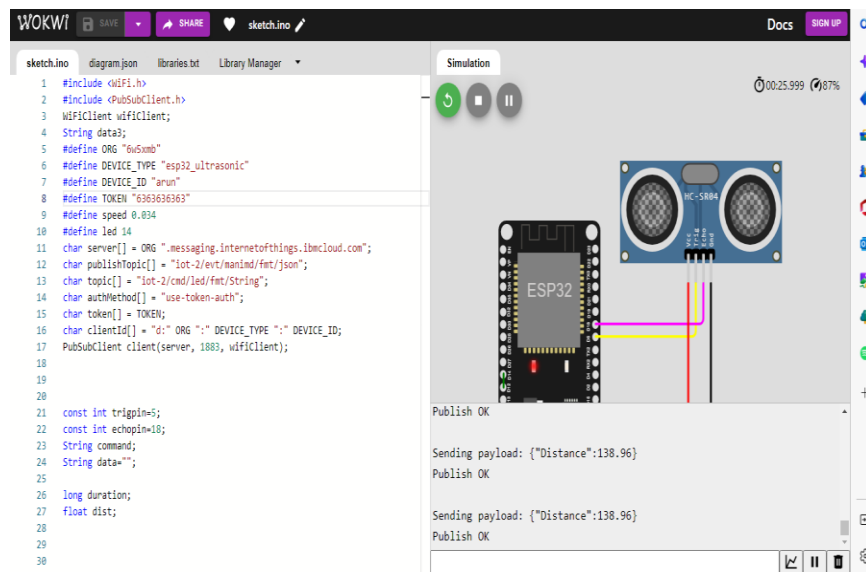 WOKWI SAVE SHARE sketch.ino Docs SIGN UP
sketch.ino diagram.json libraries.txt Library Manager
1 #include <WiFi.h>
2 #include <PubSubClient.h>
3 WiFiClient wifiClient;
4 String data3;
5 #define ORG "6w5xmb"
6 #define DEVICE_TYPE "esp32_ultrasonic"
7 #define DEVICE_ID "arun"
8 #define TOKEN "6363636363"
9 #define speed 0.034
10 #define led 14
11 char server[] = ORG ".messaging.internetofthings.ibmcloud.com";
12 char publishTopic[] = "iot-2/evt/manimd/fmt/json";
13 char topic[] = "iot-2/cmd/led/fmt/String";
14 char authMethod[] = "use-token-auth";
15 char token[] = TOKEN;
16 char clientId[] = "d:" ORG ":" DEVICE_TYPE ":" DEVICE_ID;
17 PubSubClient client(server, 1883, wifiClient);
18
19
20
21 const int trigpin=5;
22 const int echopin=18;
23 String command;
24 String data="";
25
26 long duration;
27 float dist;
28
29
30
Simulation
00:25.999 87%
HC-SR04
Vcc
Trig
Echo
Gnd
ESP32
Publish OK
Sending payload: {"Distance":138.96}
Publish OK
Sending payload: {"Distance":138.96}
Publish OK